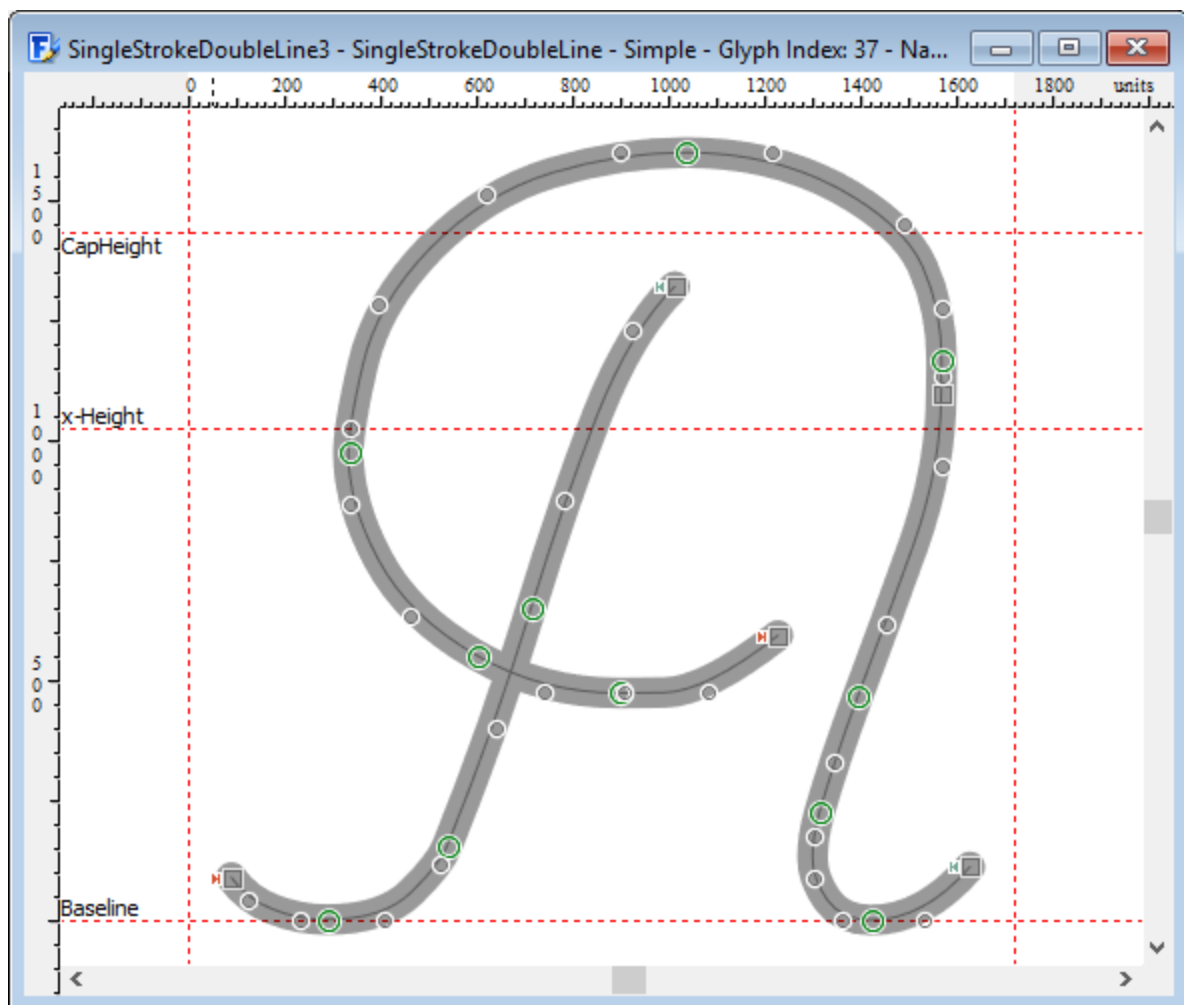 SingleStrokeDoubleLine3 - SingleStrokeDoubleLine - Simple - Glyph Index: 37 - Na...
0 200 400 600 800 1000 1200 1400 1600 1800 units
1500
CapHeight
1000
x-Height
500
Baseline